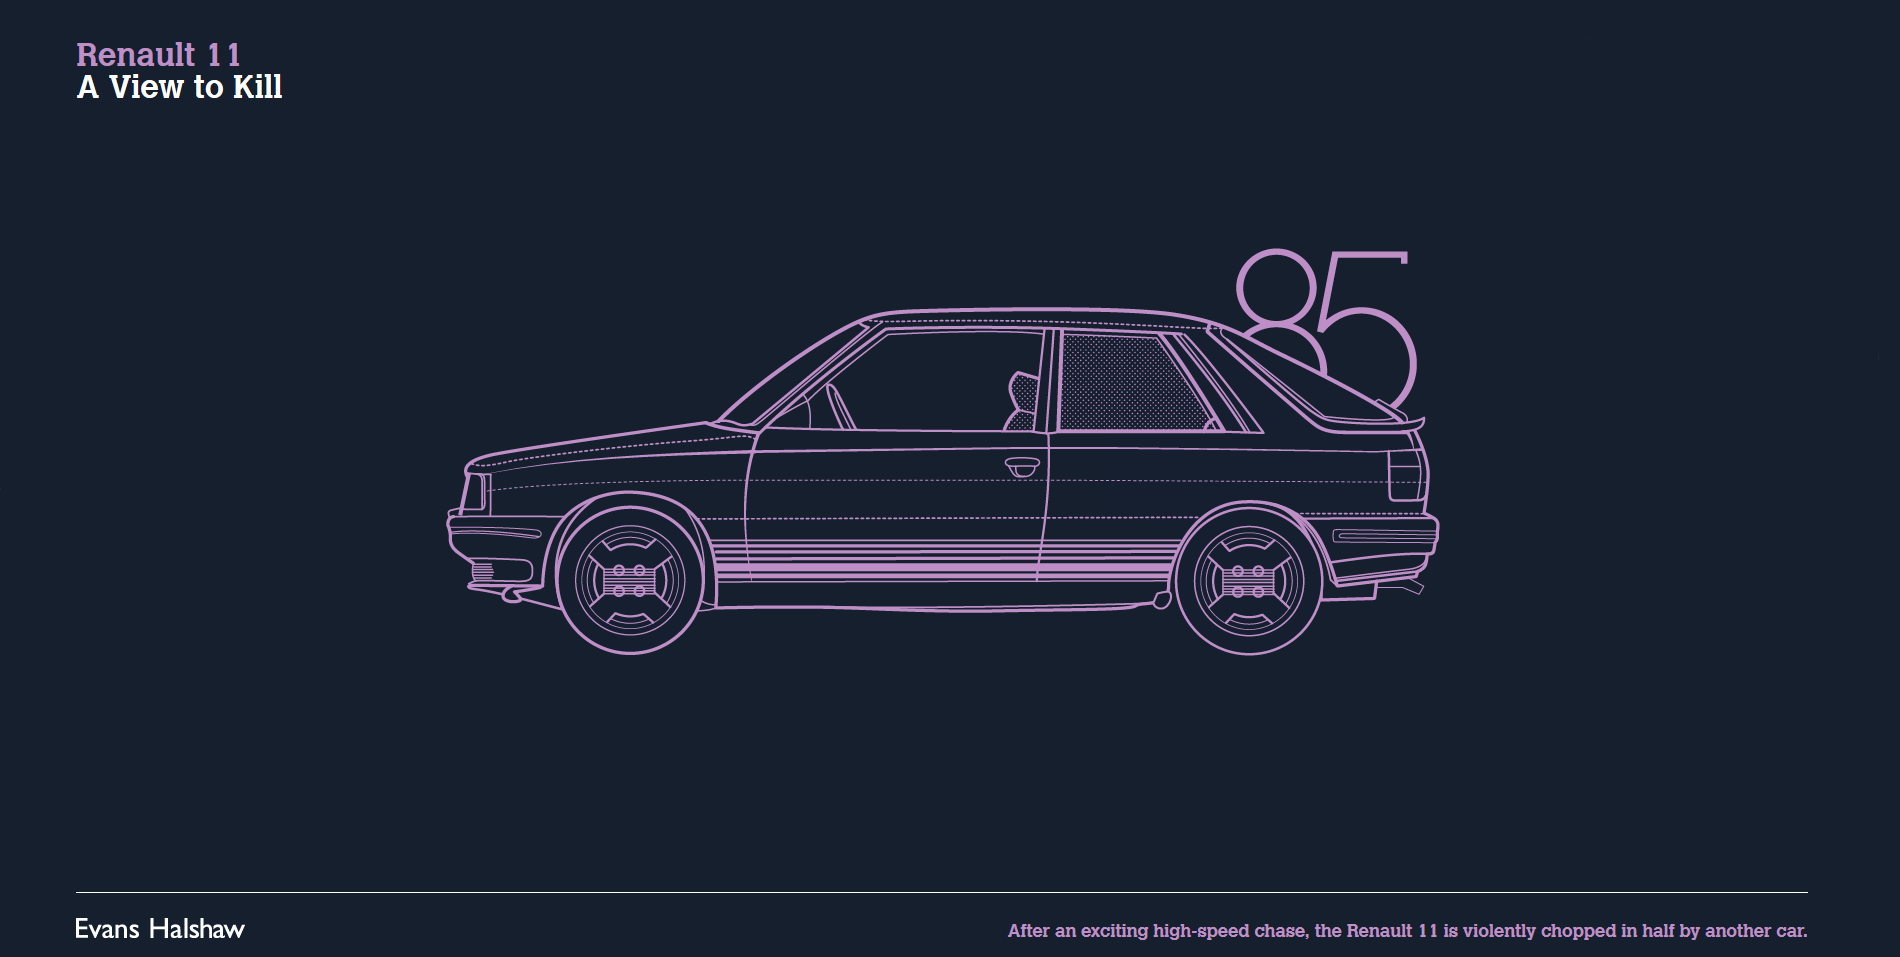 Renault 11
A View to Kill
85
Evans Halshaw
After an exciting high-speed chase, the Renault 11 is violently chopped in half by another car.